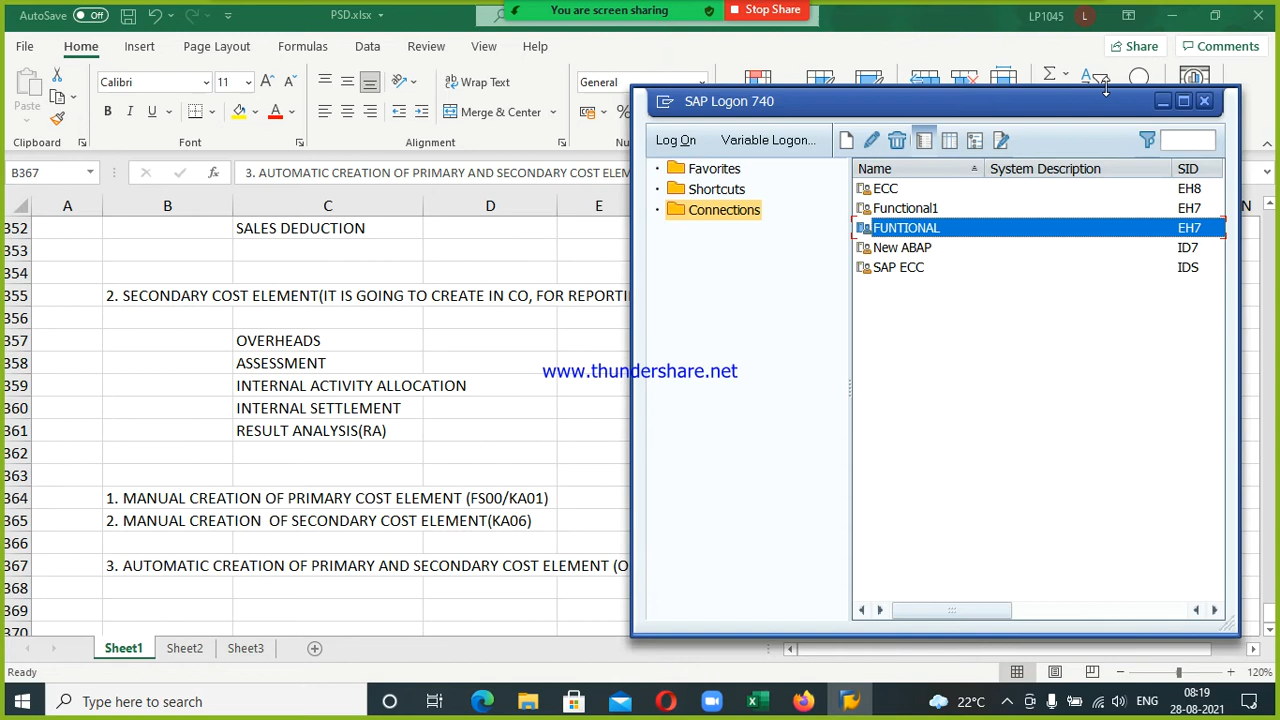 AutoSave Off
PSD.xlsx
You are screen sharing
Stop Share
LP1045 L
File Home Insert Page Layout Formulas Data Review View Help
Share Comments
Paste
Calibri 11
Wrap Text
General
B I U
Merge & Center
Clipboard Font Alignment
B367
3. AUTOMATIC CREATION OF PRIMARY AND SECONDARY COST ELEM
A B C D E N
352 SALES DEDUCTION
353
354
355 2. SECONDARY COST ELEMENT(IT IS GOING TO CREATE IN CO, FOR REPORTI
356
357 OVERHEADS
358 ASSESSMENT
359 INTERNAL ACTIVITY ALLOCATION
360 INTERNAL SETTLEMENT
361 RESULT ANALYSIS(RA)
362
363
364 1. MANUAL CREATION OF PRIMARY COST ELEMENT (FS00/KA01)
365 2. MANUAL CREATION OF SECONDARY COST ELEMENT(KA06)
366
367 3. AUTOMATIC CREATION OF PRIMARY AND SECONDARY COST ELEMENT (O
368
369
370
SAP Logon 740
Log On Variable Logon...
Favorites
Shortcuts
Connections
Name System Description SID
ECC EH8
Functional1 EH7
FUNTIONAL EH7
New ABAP ID7
SAP ECC IDS
www.thundershare.net
Sheet1 Sheet2 Sheet3
Ready
120%
Type here to search
22°C
ENG
08:19
28-08-2021